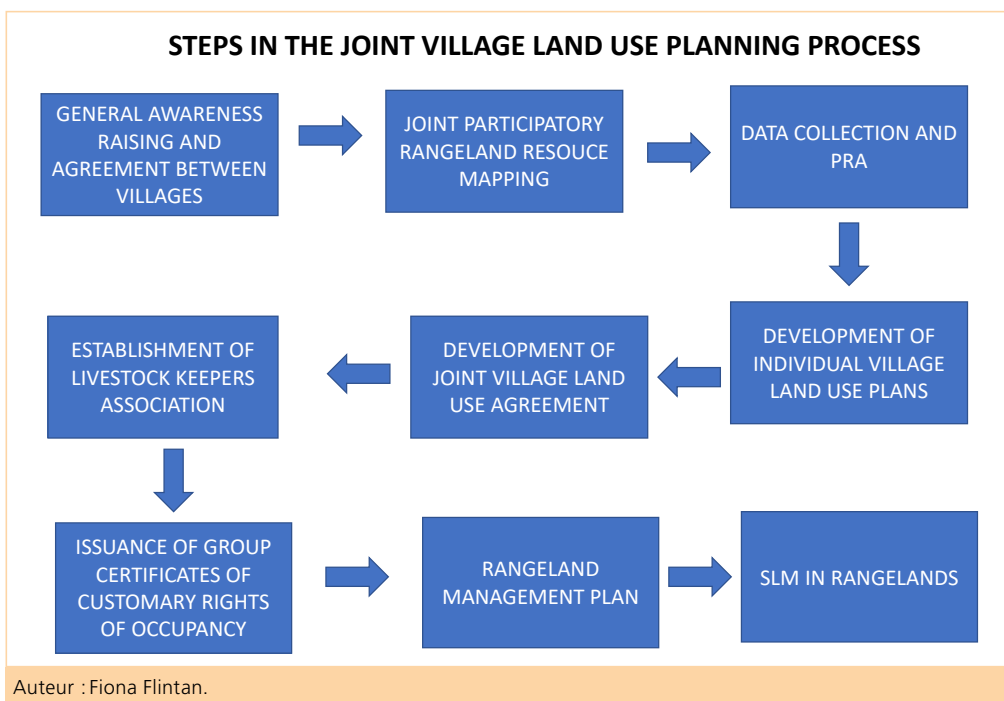 STEPS IN THE JOINT VILLAGE LAND USE PLANNING PROCESS
GENERAL AWARENESS
RAISING AND
AGREEMENT BETWEEN
VILLAGES
JOINT PARTICIPATORY
RANGELAND RESOUCE
MAPPING
DATA COLLECTION AND
PRA
DEVELOPMENT OF
INDIVIDUAL VILLAGE
LAND USE PLANS
DEVELOPMENT OF
JOINT VILLAGE LAND
USE AGREEMENT
ESTABLISHMENT OF
LIVESTOCK KEEPERS
ASSOCIATION
ISSUANCE OF GROUP
CERTIFICATES OF
CUSTOMARY RIGHTS
OF OCCUPANCY
RANGELAND
MANAGEMENT PLAN
SLM IN RANGELANDS
Auteur : Fiona Flintan.